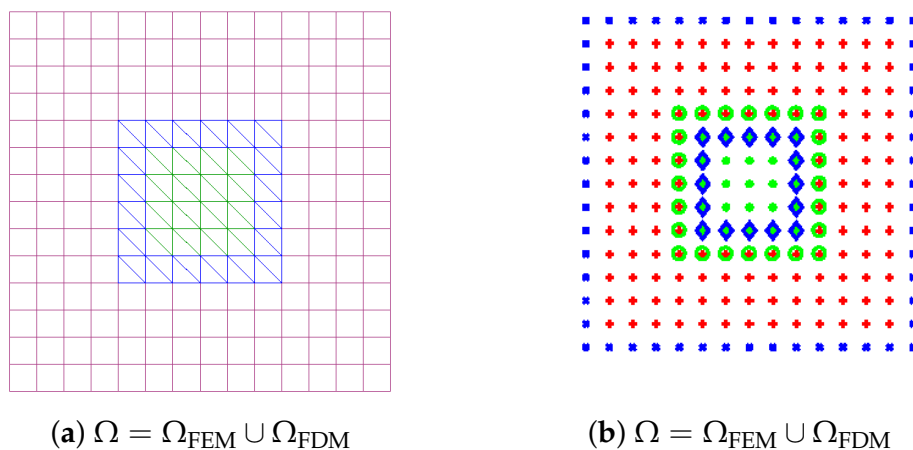 (a) Ω = Ω_FEM ∪ Ω_FDM
(b) Ω = Ω_FEM ∪ Ω_FDM